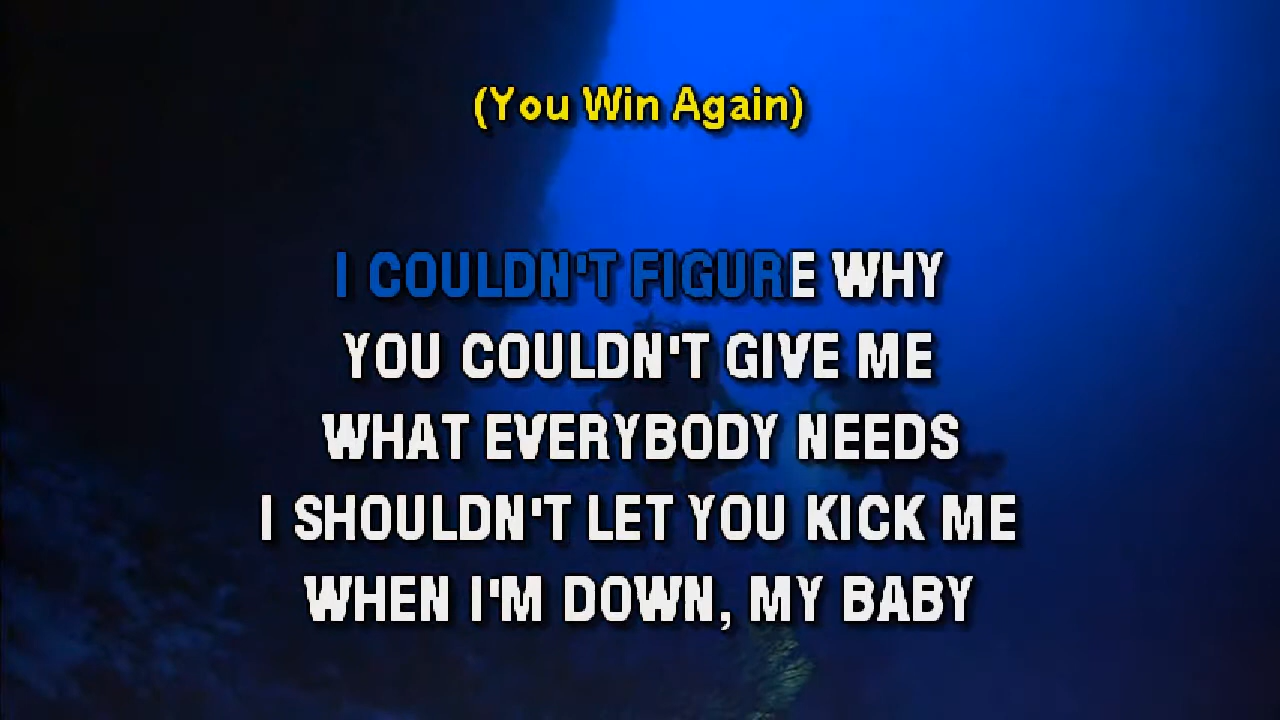 (You Win Again)
I COULDN'T FIGURE WHY
YOU COULDN'T GIVE ME
WHAT EVERYBODY NEEDS
I SHOULDN'T LET YOU KICK ME
WHEN I'M DOWN, MY BABY